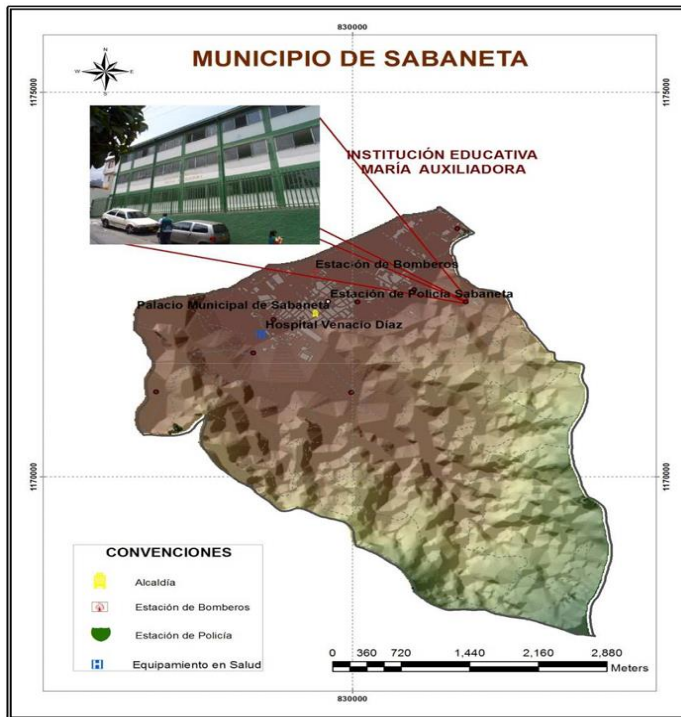 830000
MUNICIPIO DE SABANETA
N
W
E
S
1175000
1175000
INSTITUCIÓN EDUCATIVA
MARÍA AUXILIADORA
Estación de Bomberos
Estación de Policía Sabaneta
Palacio Municipal de Sabaneta
Hospital Venacio Díaz
1170000
1170000
CONVENCIONES
Alcaldía
Estación de Bomberos
Estación de Policía
H
Equipamiento en Salud
0 360 720 1,440 2,160 2,880
Meters
830000